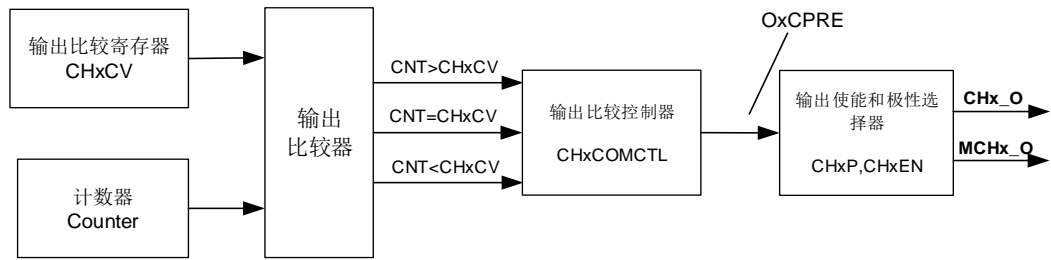 输出比较寄存器
CHxCV
计数器
Counter
输出
比较器
CNT>CHxCV
CNT=CHxCV
CNT<CHxCV
输出比较控制器
CHxCOMCTL
OxCPRE
输出使能和极性选
择器
CHxP,CHxEN
CHx_O
MCHx_O